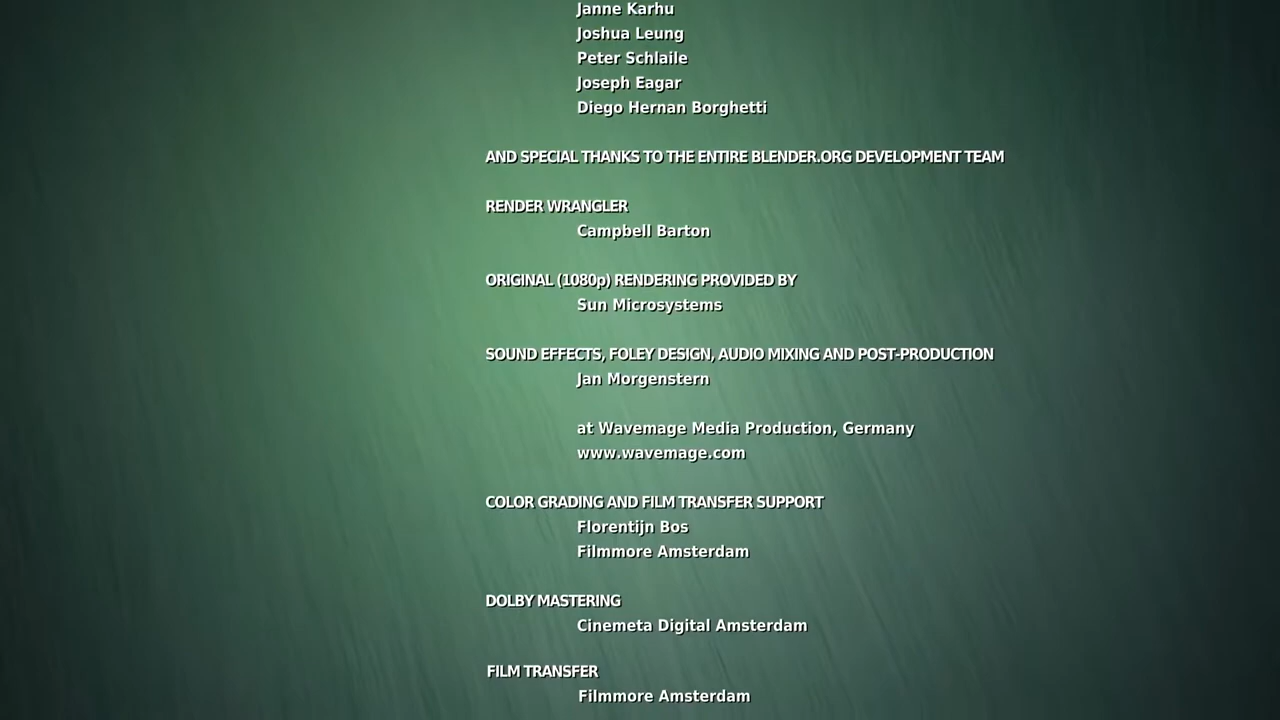 Janne Karhu
Joshua Leung
Peter Schlaile
Joseph Eagar
Diego Hernan Borghetti
AND SPECIAL THANKS TO THE ENTIRE BLENDER.ORG DEVELOPMENT TEAM
RENDER WRANGLER
Campbell Barton
ORIGINAL (1080p) RENDERING PROVIDED BY
Sun Microsystems
SOUND EFFECTS, FOLEY DESIGN, AUDIO MIXING AND POST-PRODUCTION
Jan Morgenstern
at Wavemage Media Production, Germany
www.wavemage.com
COLOR GRADING AND FILM TRANSFER SUPPORT
Florentijn Bos
Filmmore Amsterdam
DOLBY MASTERING
Cinemeta Digital Amsterdam
FILM TRANSFER
Filmmore Amsterdam